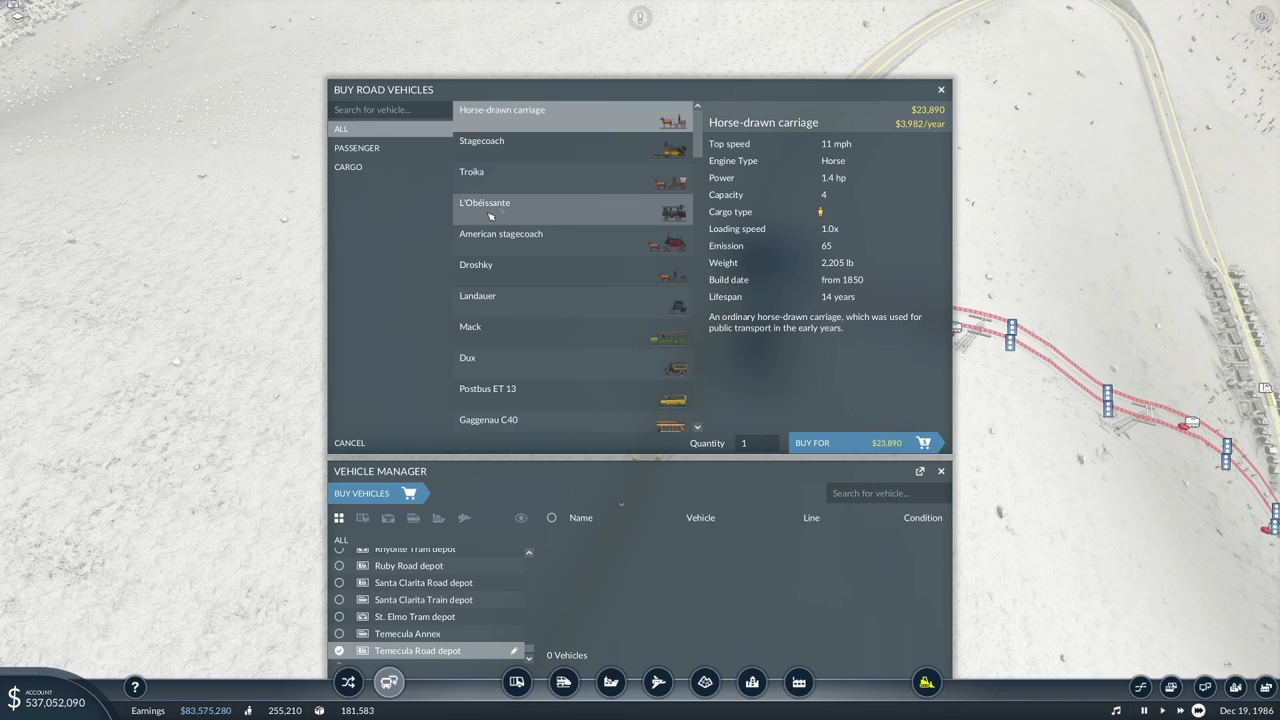 BUY ROAD VEHICLES
Search for vehicle...
ALL
PASSENGER
CARGO
Horse-drawn carriage
Stagecoach
Troika
L'Obéissante
American stagecoach
Droshky
Landauer
Mack
Dux
Postbus ET 13
Gaggenau C40
$23,890
Horse-drawn carriage
$3,982/year
Top speed 11 mph
Engine Type Horse
Power 1.4 hp
Capacity 4
Cargo type
Loading speed 1.0x
Emission 65
Weight 2,205 lb
Build date from 1850
Lifespan 14 years
An ordinary horse-drawn carriage, which was used for
public transport in the early years.
CANCEL
Quantity 1
BUY FOR $23,890
VEHICLE MANAGER
BUY VEHICLES
Search for vehicle...
Name Vehicle Line Condition
ALL
Rhyolite Tram depot
Ruby Road depot
Santa Clarita Road depot
Santa Clarita Train depot
St. Elmo Tram depot
Temecula Annex
Temecula Road depot
0 Vehicles
$ ACCOUNT
537,052,090
?
Earnings $83,575,280 255,210 181,583
Dec 19, 1986